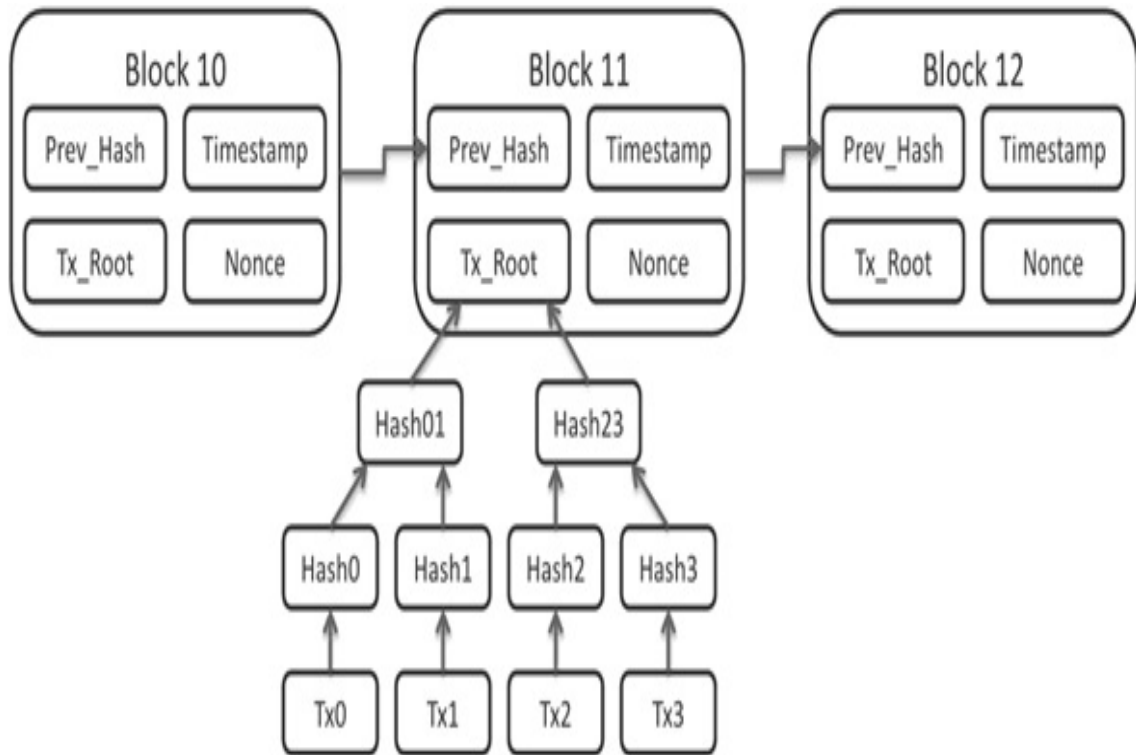 Block 10
Block 11
Block 12
Prev_Hash
Timestamp
Prev_Hash
Timestamp
Prev_Hash
Timestamp
Tx_Root
Nonce
Tx_Root
Nonce
Tx_Root
Nonce
Hash01
Hash23
Hash0
Hash1
Hash2
Hash3
Tx0
Tx1
Tx2
Tx3